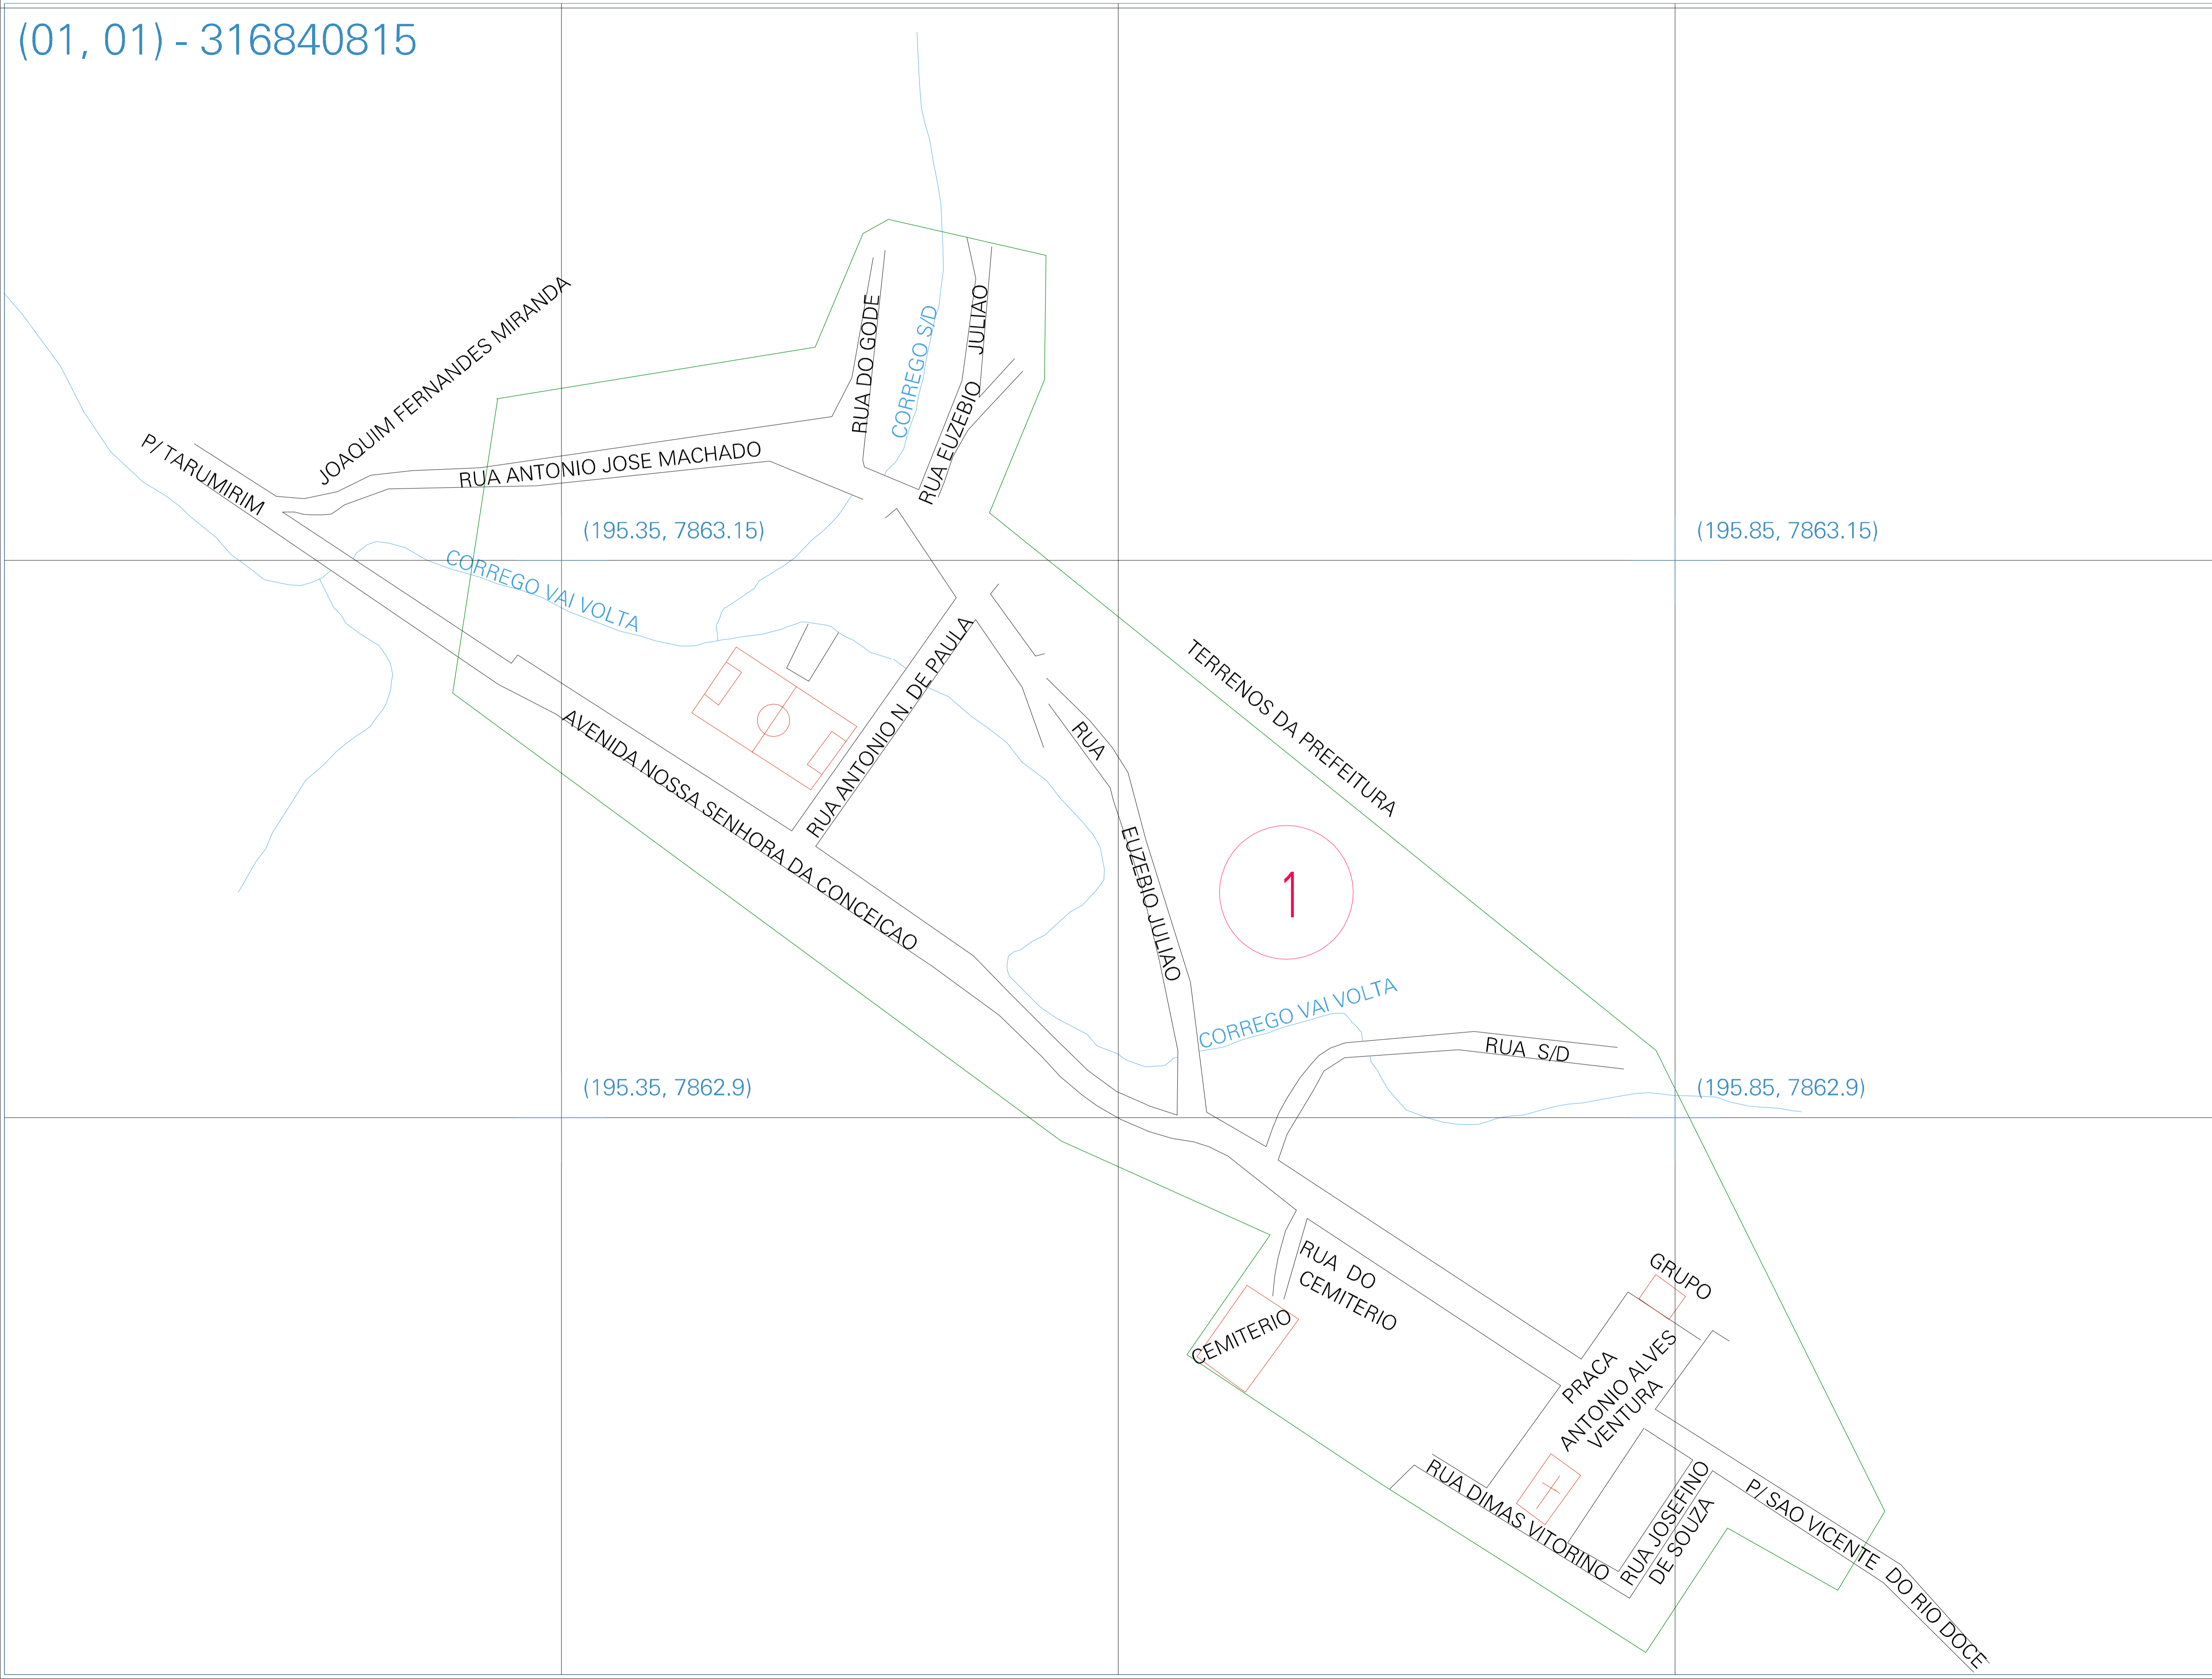 (01, 01) - 316840815
JOAQUIM FERNANDES MIRANDA
P/ TARUMIRIM
RUA ANTONIO JOSE MACHADO
RUA DO GODE
CORREGO S/D
RUA EUZEBIO JULIAO
(195.35, 7863.15)
(195.85, 7863.15)
CORREGO VAI VOLTA
RUA ANTONIO N. DE PAULA
TERRENOS DA PREFEITURA
AVENIDA NOSSA SENHORA DA CONCEICAO
RUA EUZEBIO JULIAO
1
CORREGO VAI VOLTA
RUA S/D
(195.35, 7862.9)
(195.85, 7862.9)
RUA DO
CEMITERIO
CEMITERIO
GRUPO
PRACA
ANTONIO ALVES
VENTURA
RUA DIMAS VITORINO
RUA JOSEFINO
DE SOUZA
P/ SAO VICENTE DO RIO DOCE